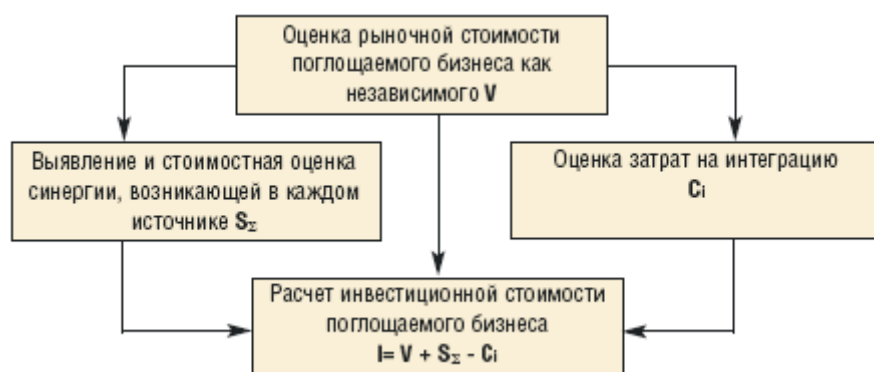 Оценка рыночной стоимости
поглощаемого бизнеса как
независимого V
Выявление и стоимостная оценка
синергии, возникающей в каждом
источнике SΣ
Оценка затрат на интеграцию
Ci
Расчет инвестиционной стоимости
поглощаемого бизнеса
I= V + SΣ - Ci